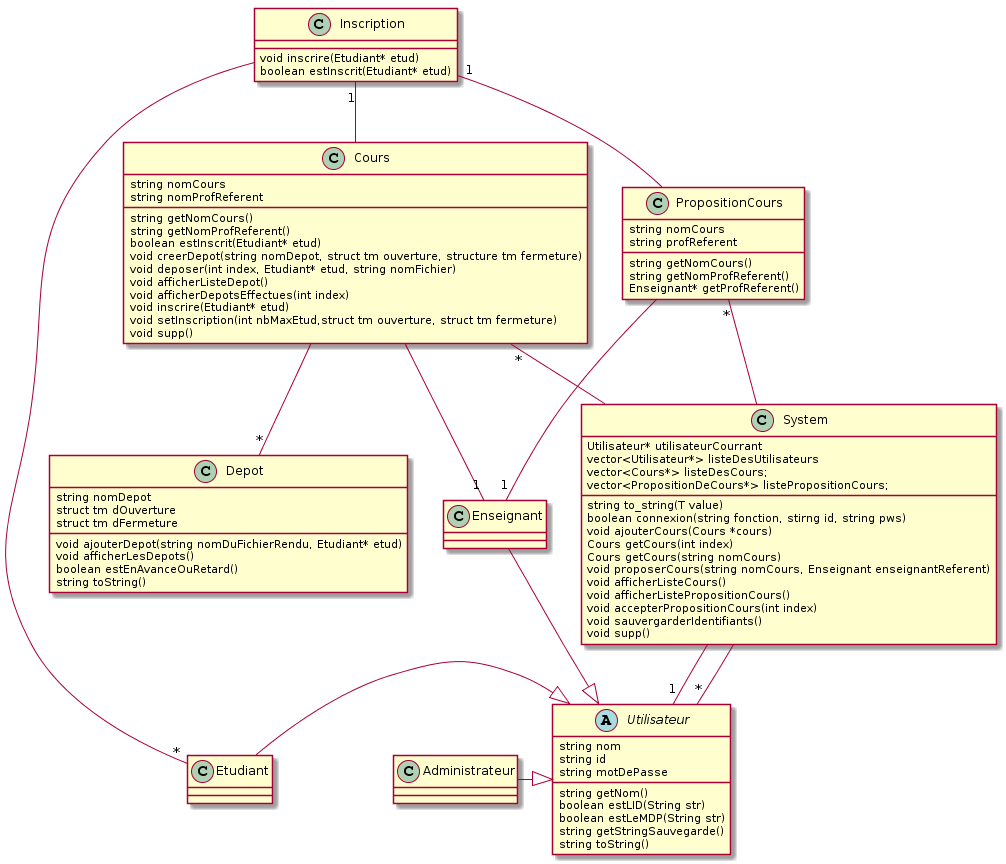 C Inscription
void inscrire(Etudiant* etud)
boolean estInscrit(Etudiant* etud)
1
1
C Cours
string nomCours
string nomProfReferent
string getNomCours()
string getNomProfReferent()
boolean estInscrit(Etudiant* etud)
void creerDepot(string nomDepot, struct tm ouverture, structure tm fermeture)
void deposer(int index, Etudiant* etud, string nomFichier)
void afficherListeDepot()
void afficherDepotsEffectues(int index)
void inscrire(Etudiant* etud)
void setInscription(int nbMaxEtud,struct tm ouverture, struct tm fermeture)
void supp()
C PropositionCours
string nomCours
string profReferent
string getNomCours()
string getNomProfReferent()
Enseignant* getProfReferent()
*
*
*
C Depot
string nomDepot
struct tm dOuverture
struct tm dFermeture
void ajouterDepot(string nomDuFichierRendu, Etudiant* etud)
void afficherLesDepots()
boolean estEnAvanceOuRetard()
string toString()
1
1
C Enseignant
C System
Utilisateur* utilisateurCourrant
vector<Utilisateur*> listeDesUtilisateurs
vector<Cours*> listeDesCours;
vector<PropositionDeCours*> listePropositionCours;
string to_string(T value)
boolean connexion(string fonction, stirng id, string pws)
void ajouterCours(Cours *cours)
Cours getCours(int index)
Cours getCours(string nomCours)
void proposerCours(string nomCours, Enseignant enseignantReferent)
void afficherListeCours()
void afficherListePropositionCours()
void accepterPropositionCours(int index)
void sauvergarderIdentifiants()
void supp()
1
*
*
C Etudiant
C Administrateur
A Utilisateur
string nom
string id
string motDePasse
string getNom()
boolean estLID(String str)
boolean estLeMDP(String str)
string getStringSauvegarde()
string toString()